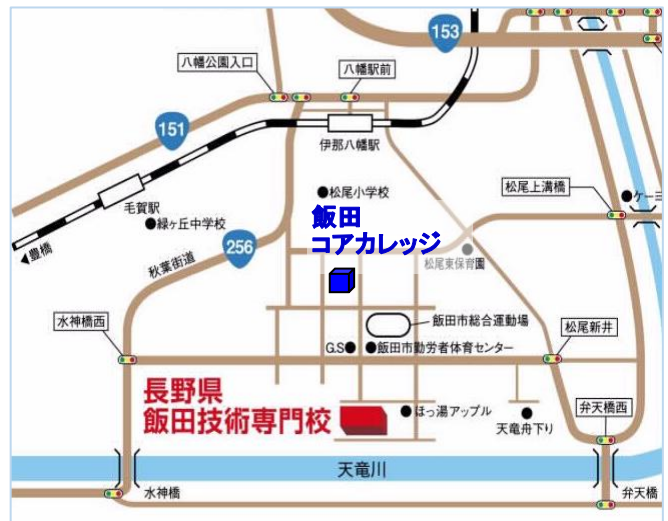 153
八幡公園入口
八幡駅前
151
伊那八幡駅
松尾小学校
松尾上溝橋
毛賀駅
緑ヶ丘中学校
豊橋
飯田
コアカレッジ
256
秋葉街道
松尾東保育園
水神橋西
飯田市総合運動場
松尾新井
G.S
飯田市勤労者体育センター
長野県
飯田技術専門校
ほっ湯アップル
天竜舟下り
弁天橋西
天竜川
水神橋
弁天橋